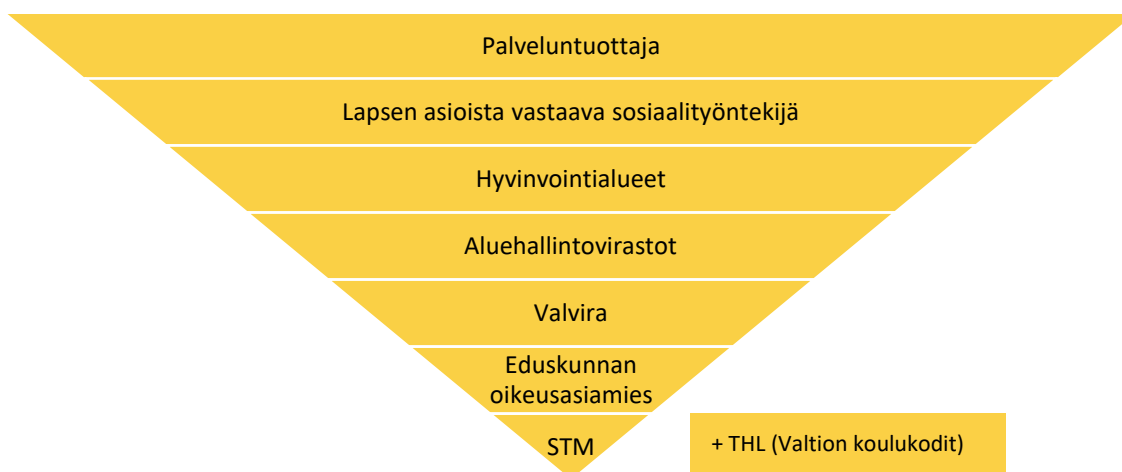 Palveluntuottaja
Lapsen asioista vastaava sosiaalityöntekijä
Hyvinvointialueet
Aluehallintovirastot
Valvira
Eduskunnan
oikeusasiamies
STM
+ THL (Valtion koulukodit)